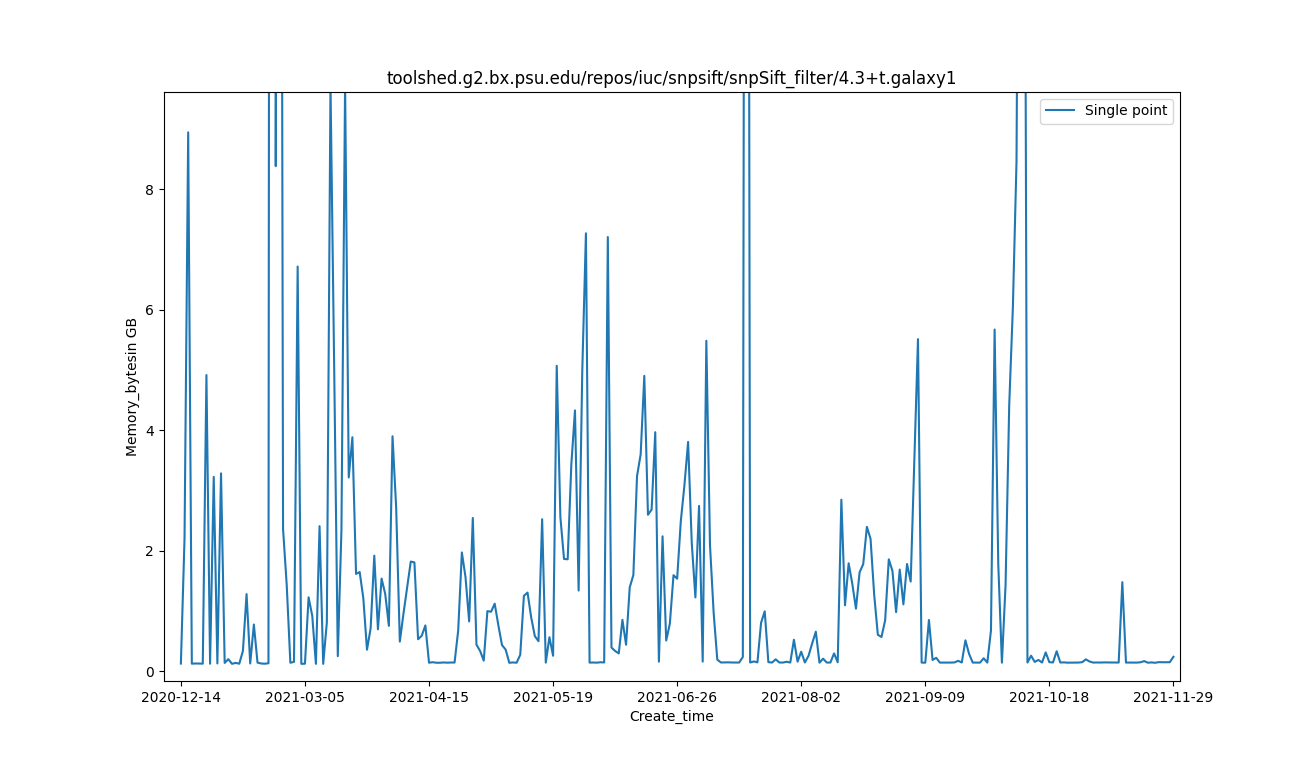 toolshed.g2.bx.psu.edu/repos/iuc/snpsift/snpSift_filter/4.3+t.galaxy1
Single point
8
6
4
2
0
Memory_bytesin GB
2020-12-14 2021-03-05 2021-04-15 2021-05-19 2021-06-26 2021-08-02 2021-09-09 2021-10-18 2021-11-29
Create_time